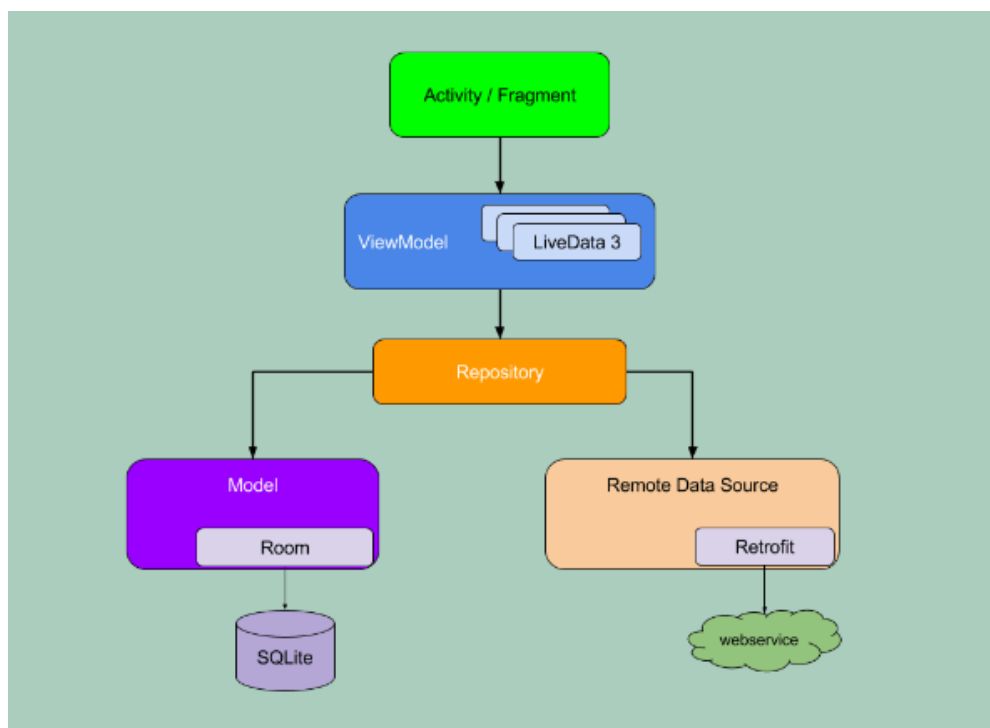 Activity / Fragment
ViewModel
LiveData 3
Repository
Model
Remote Data Source
Room
Retrofit
SQLite
webservice